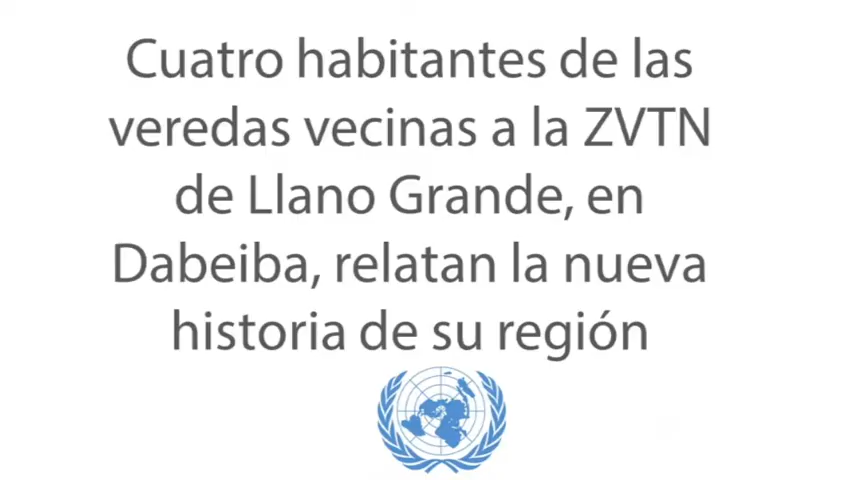 Cuatro habitantes de las
veredas vecinas a la ZVTN
de Llano Grande, en
Dabeiba, relatan la nueva
historia de su región